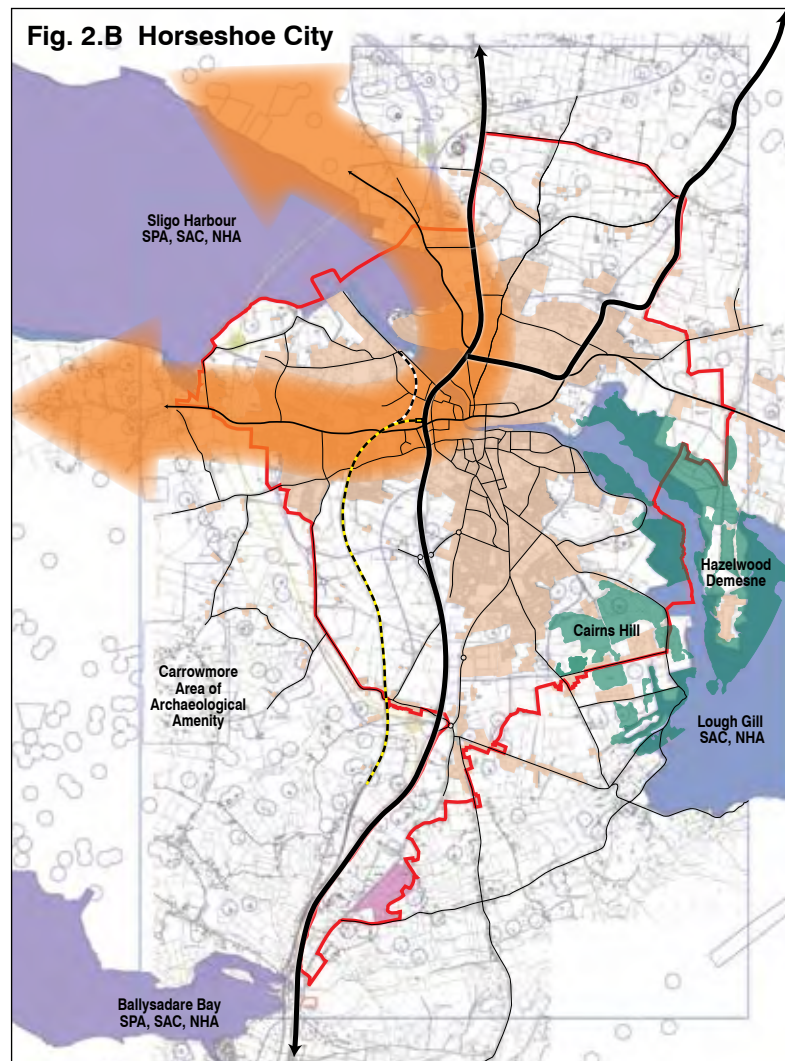 Fig. 2.B Horseshoe City
Sligo Harbour
SPA, SAC, NHA
Hazelwood
Demesne
Cairns Hill
Carrowmore
Area of
Archaeological
Amenity
Lough Gill
SAC, NHA
Ballysadare Bay
SPA, SAC, NHA